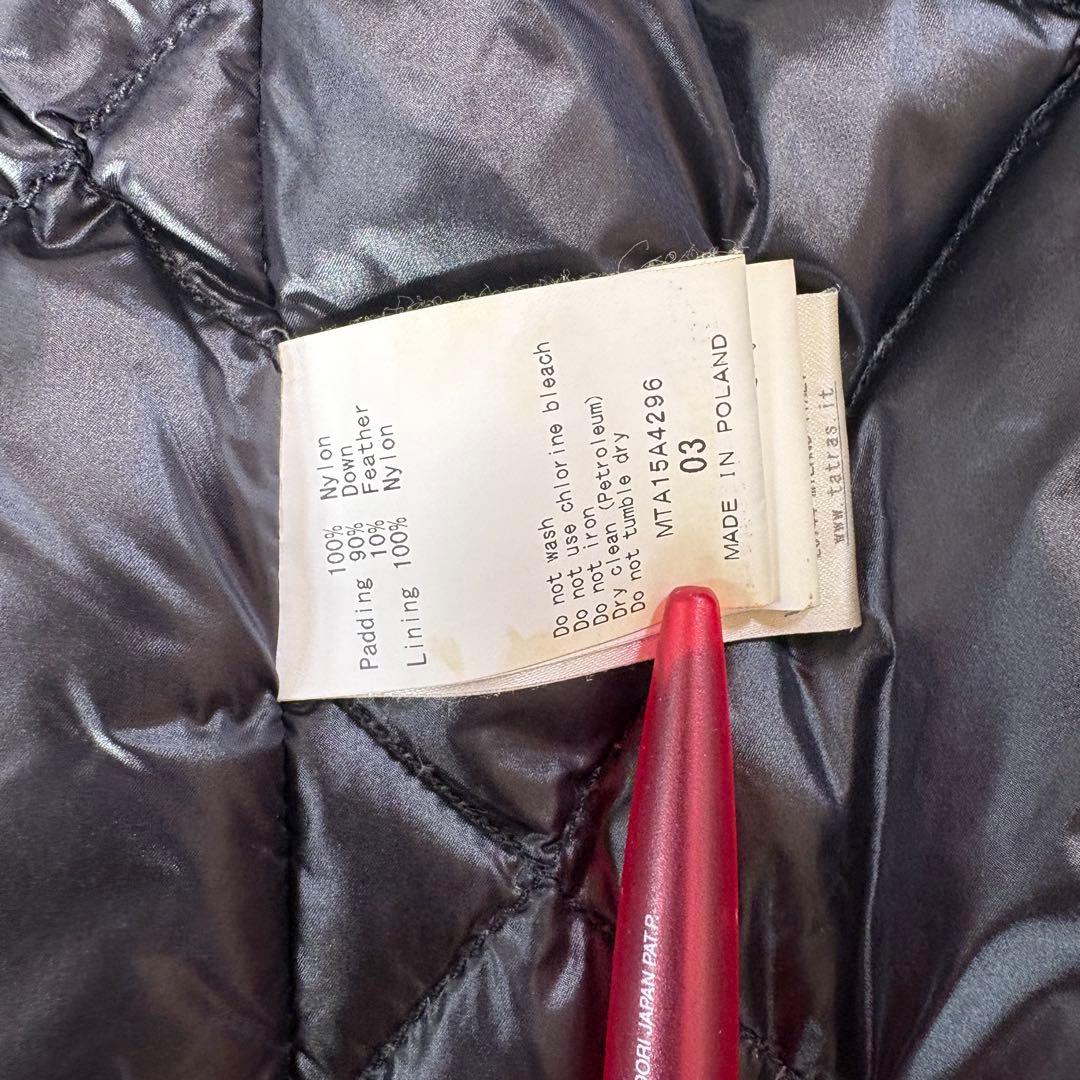 100% Nylon
Padding 90% Down
10% Feather
Lining 100% Nylon
Do not wash
Do not use chlorine bleach
Do not iron
Dry clean (Petroleum)
Do not tumble dry
MTA15A4296
03
MADE IN POLAND
www.tatras.it
JAPAN PAT.P.